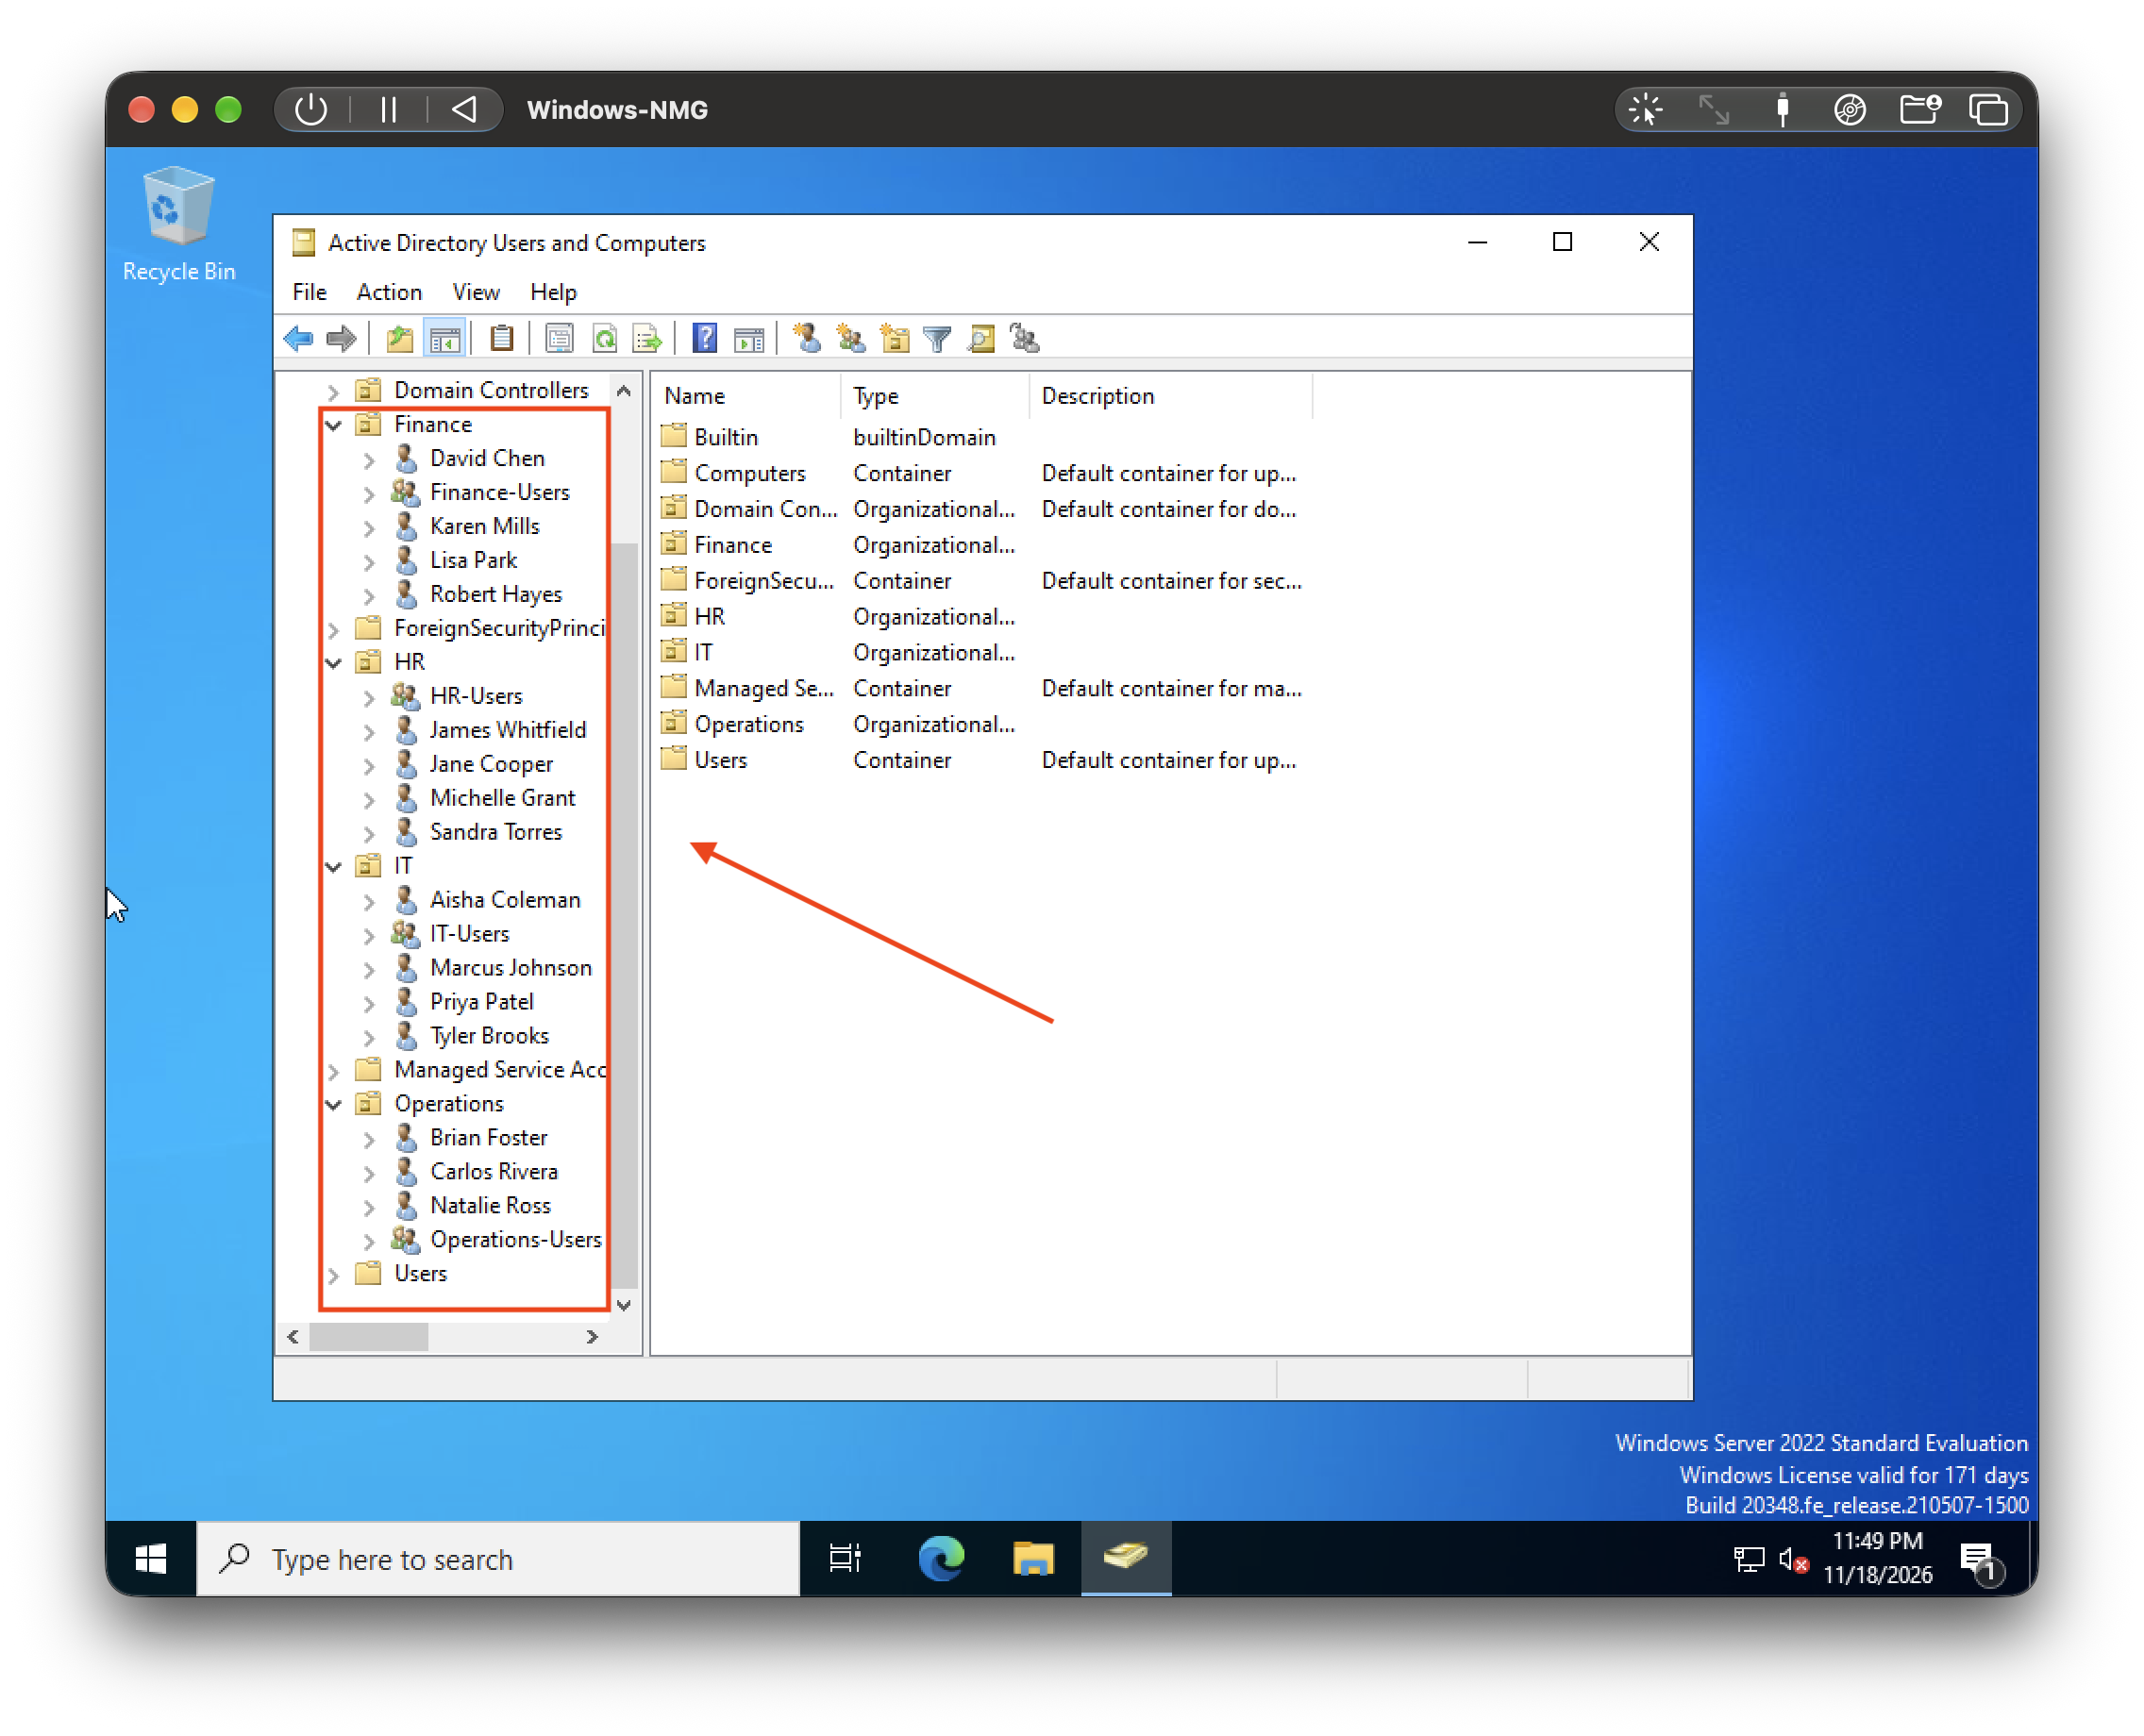 Windows-NMG
Recycle Bin
Active Directory Users and Computers
File Action View Help
Domain Controllers
Finance
David Chen
Finance-Users
Karen Mills
Lisa Park
Robert Hayes
ForeignSecurityPrinci
HR
HR-Users
James Whitfield
Jane Cooper
Michelle Grant
Sandra Torres
IT
Aisha Coleman
IT-Users
Marcus Johnson
Priya Patel
Tyler Brooks
Managed Service Acc
Operations
Brian Foster
Carlos Rivera
Natalie Ross
Operations-Users
Users
Name Type Description
Builtin builtinDomain
Computers Container Default container for up...
Domain Con... Organizational... Default container for do...
Finance Organizational...
ForeignSecu... Container Default container for sec...
HR Organizational...
IT Organizational...
Managed Se... Container Default container for ma...
Operations Organizational...
Users Container Default container for up...
Windows Server 2022 Standard Evaluation
Windows License valid for 171 days
Build 20348.fe_release.210507-1500
Type here to search
11:49 PM
11/18/2026
1